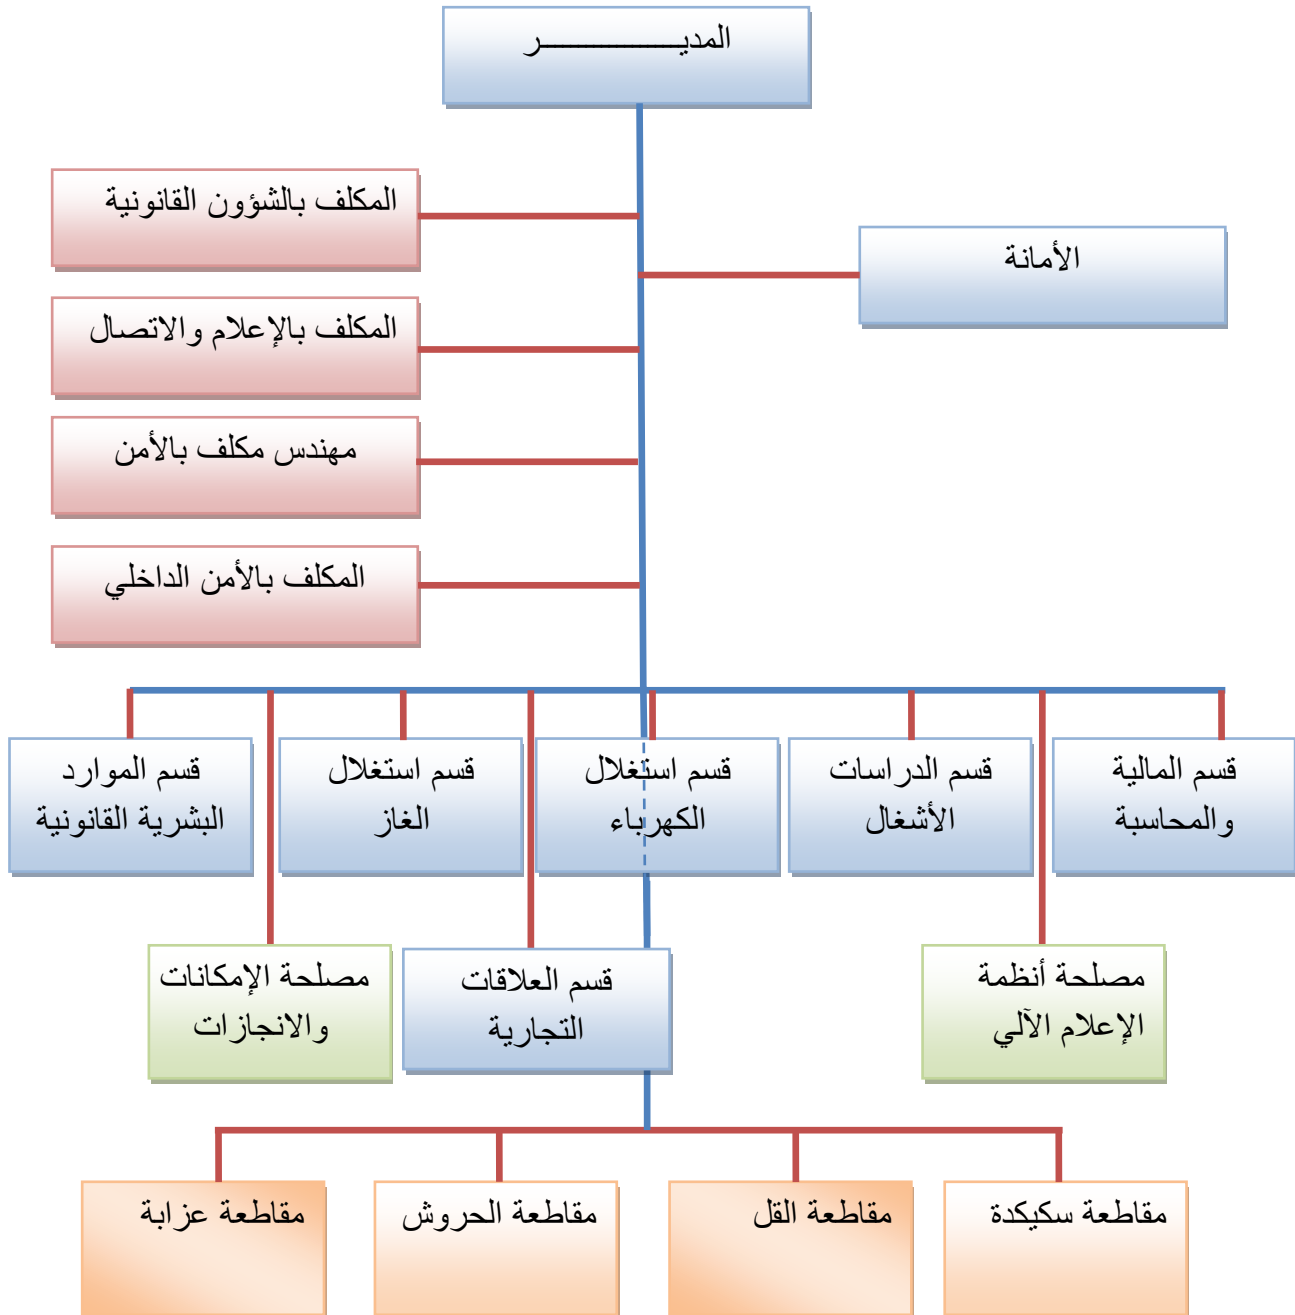 المديــــــــــــــــر
المكلف بالشؤون القانونية
الأمانة
المكلف بالإعلام والاتصال
مهندس مكلف بالأمن
المكلف بالأمن الداخلي
قسم المالية
والمحاسبة
قسم الدراسات
الأشغال
قسم استغلال
الكهرباء
قسم استغلال
الغاز
قسم الموارد
البشرية القانونية
مصلحة أنظمة
الإعلام الآلي
قسم العلاقات
التجارية
مصلحة الإمكانات
والانجازات
مقاطعة سكيكدة
مقاطعة القل
مقاطعة الحروش
مقاطعة عزابة